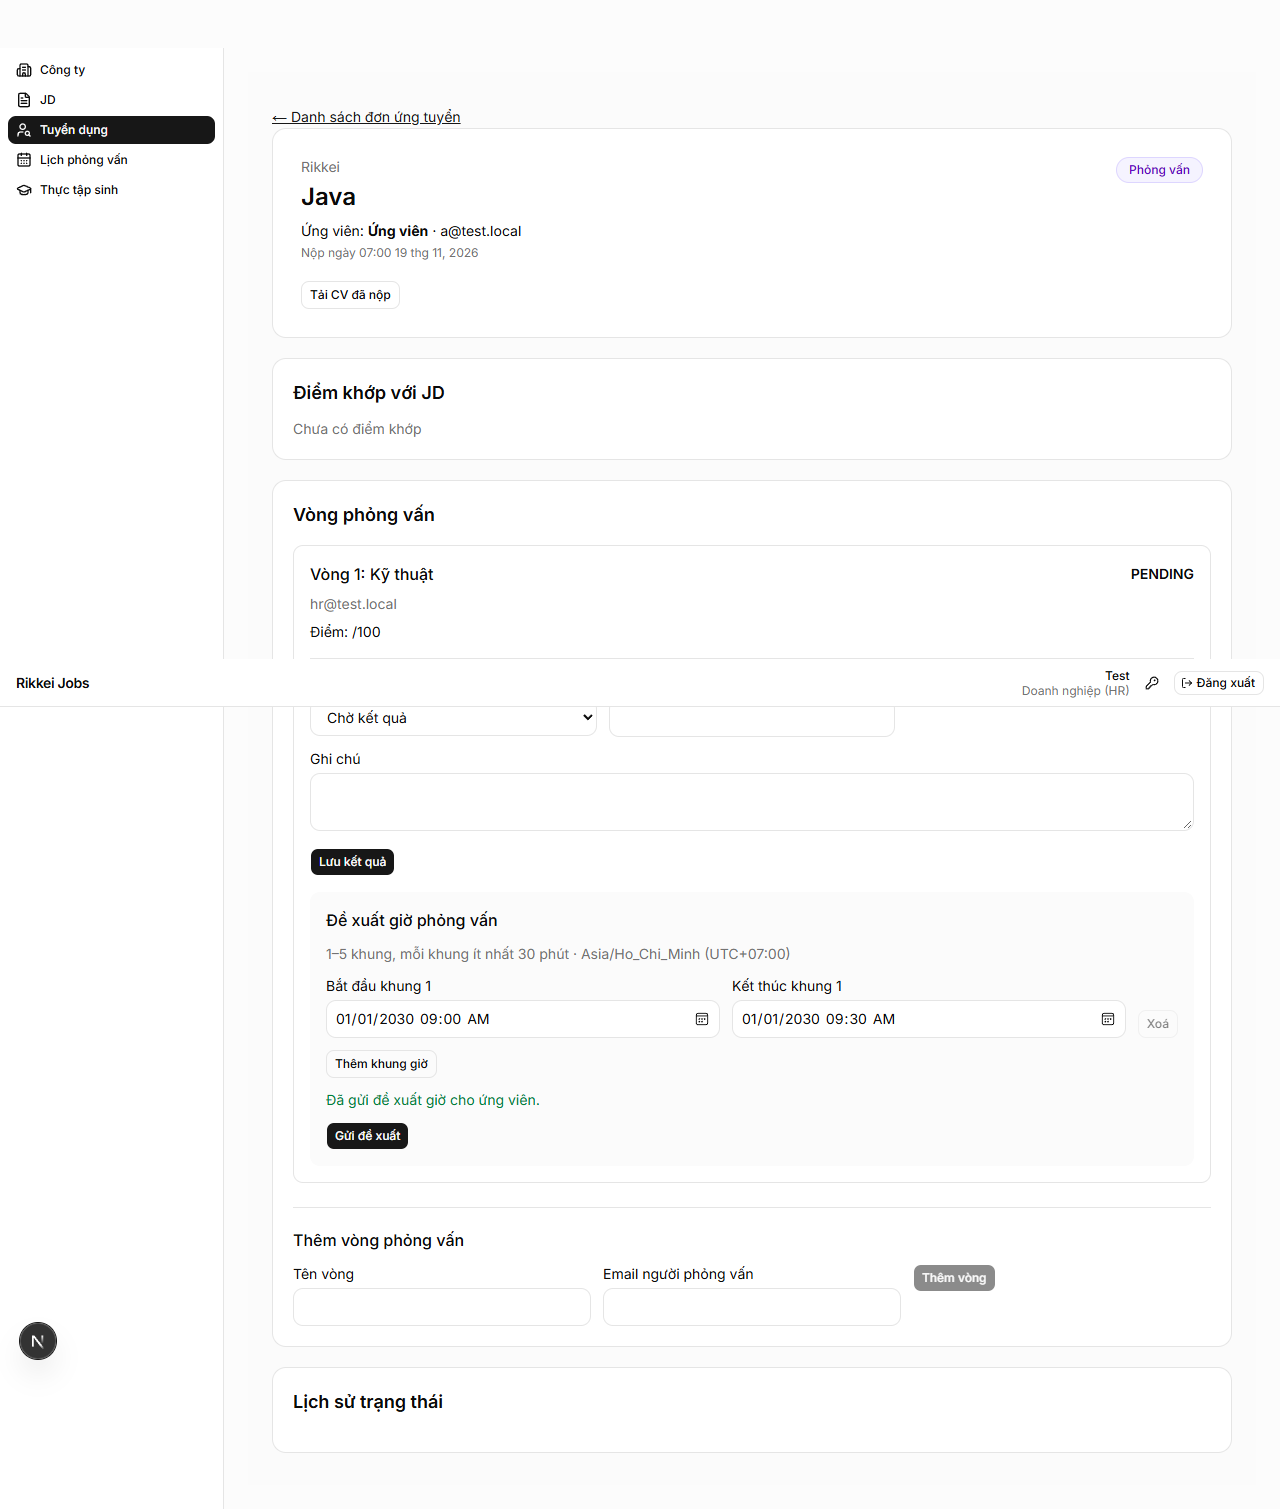 Công ty
JD
Tuyển dụng
Lịch phỏng vấn
Thực tập sinh
← Danh sách đơn ứng tuyển
Rikkei
Phỏng vấn
Java
Ứng viên: Ứng viên · a@test.local
Nộp ngày 07:00 19 thg 11, 2026
Tải CV đã nộp
Điểm khớp với JD
Chưa có điểm khớp
Vòng phỏng vấn
Vòng 1: Kỹ thuật
PENDING
hr@test.local
Điểm: /100
Rikkei Jobs
Test
Doanh nghiệp (HR)
Đăng xuất
Chờ kết quả
Ghi chú
Lưu kết quả
Đề xuất giờ phỏng vấn
1–5 khung, mỗi khung ít nhất 30 phút · Asia/Ho_Chi_Minh (UTC+07:00)
Bắt đầu khung 1
Kết thúc khung 1
01/01/2030 09:00 AM
01/01/2030 09:30 AM
Xoá
Thêm khung giờ
Đã gửi đề xuất giờ cho ứng viên.
Gửi đề xuất
Thêm vòng phỏng vấn
Tên vòng
Email người phỏng vấn
Thêm vòng
N
Lịch sử trạng thái